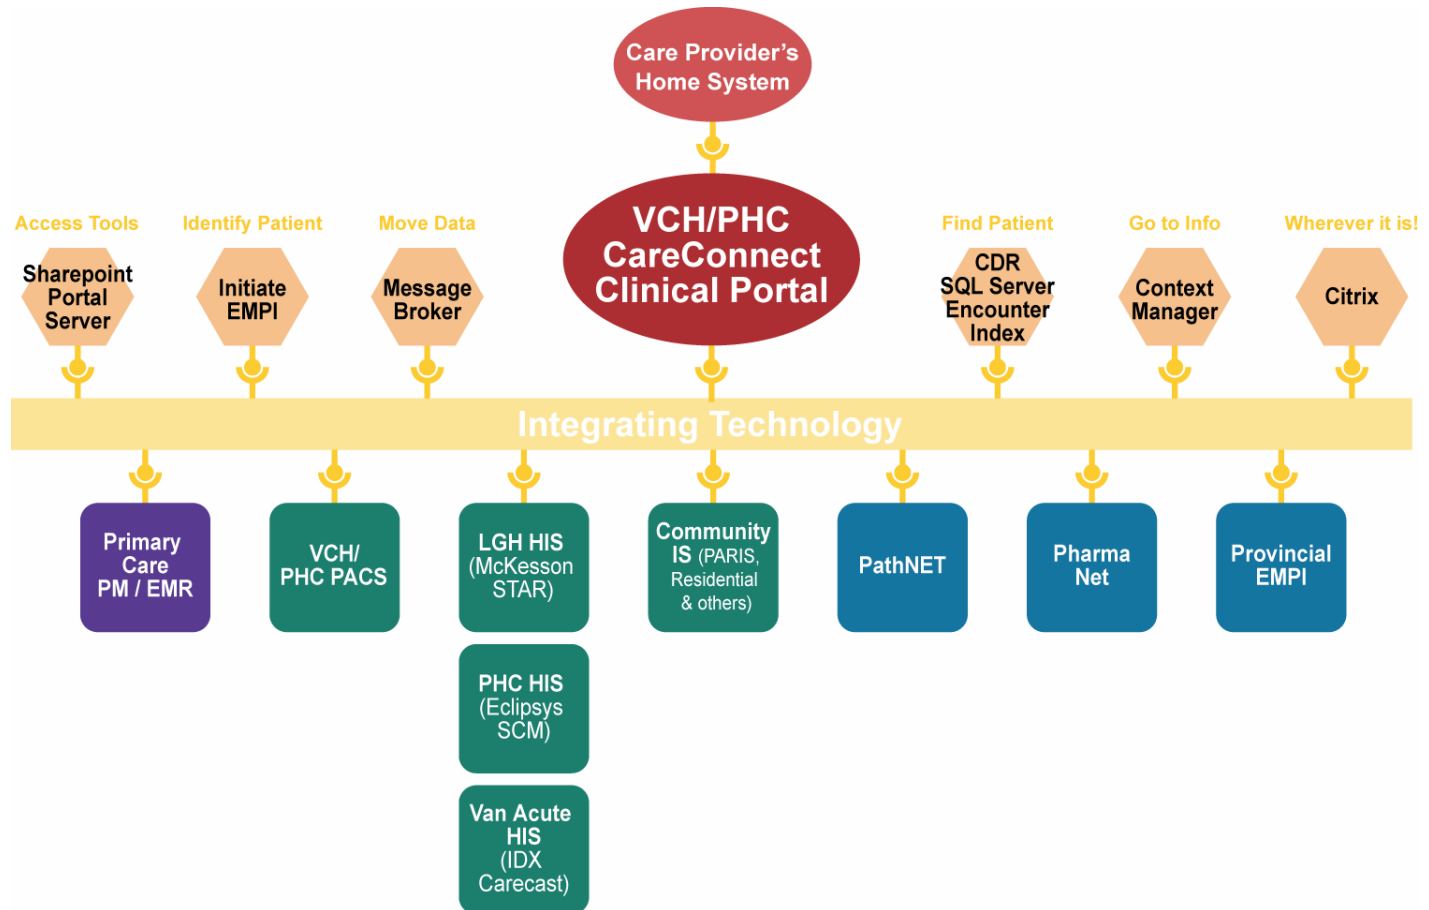 Care Provider's
Home System
VCH/PHC
CareConnect
Clinical Portal
Access Tools
Sharepoint
Portal
Server
Identify Patient
Initiate
EMPI
Move Data
Message
Broker
Find Patient
CDR
SQL Server
Encounter
Index
Go to Info
Context
Manager
Wherever it is!
Citrix
Integrating Technology
Primary
Care
PM / EMR
VCH/
PHC PACS
LGH HIS
(McKesson
STAR)
Community
IS (PARIS,
Residential
& others)
PathNET
Pharma
Net
Provincial
EMPI
PHC HIS
(Eclipsys
SCM)
Van Acute
HIS
(IDX
Carecast)